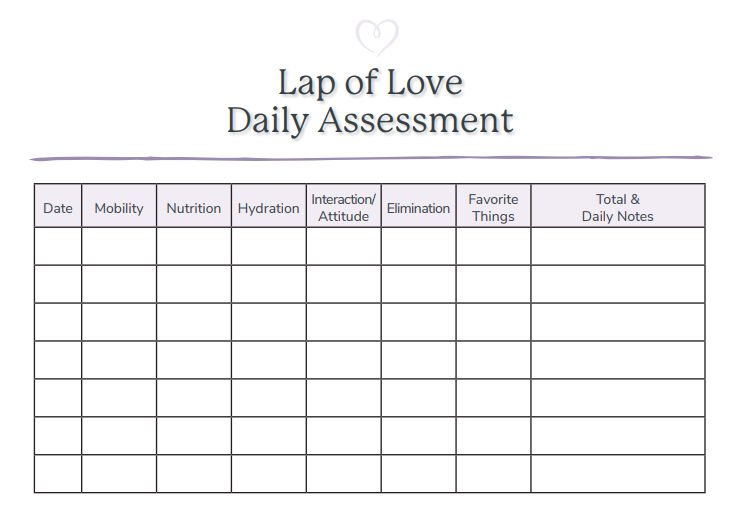 Lap of Love
Daily Assessment
Date
Mobility
Nutrition
Hydration
Interaction/
Attitude
Elimination
Favorite
Things
Total &
Daily Notes